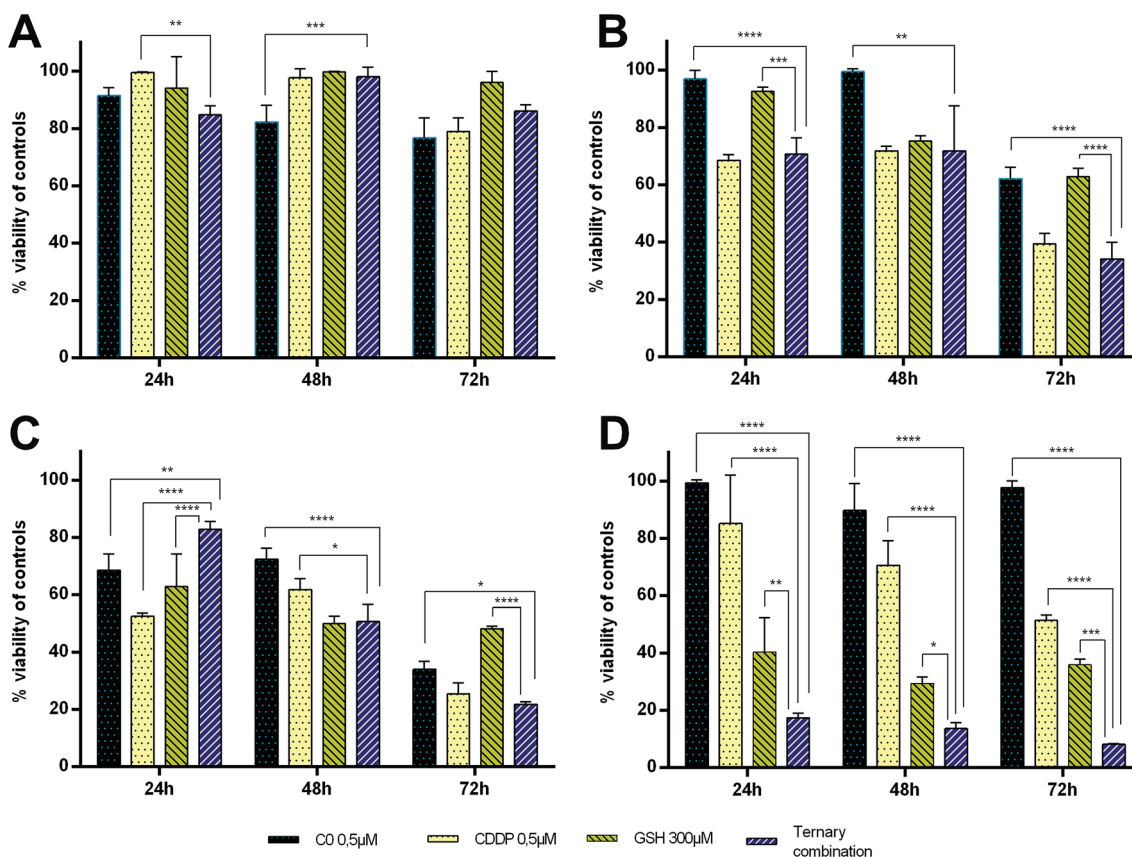 A
**
***
100
80
60
40
20
0
% viability of controls
24h
48h
72h
B
****
***
**
****
****
100
80
60
40
20
0
% viability of controls
24h
48h
72h
C
**
****
****
****
*
*
****
100
80
60
40
20
0
% viability of controls
24h
48h
72h
D
****
****
**
****
****
*
****
****
***
100
80
60
40
20
0
% viability of controls
24h
48h
72h
C0 0,5µM
CDDP 0,5µM
GSH 300µM
Ternary
combination